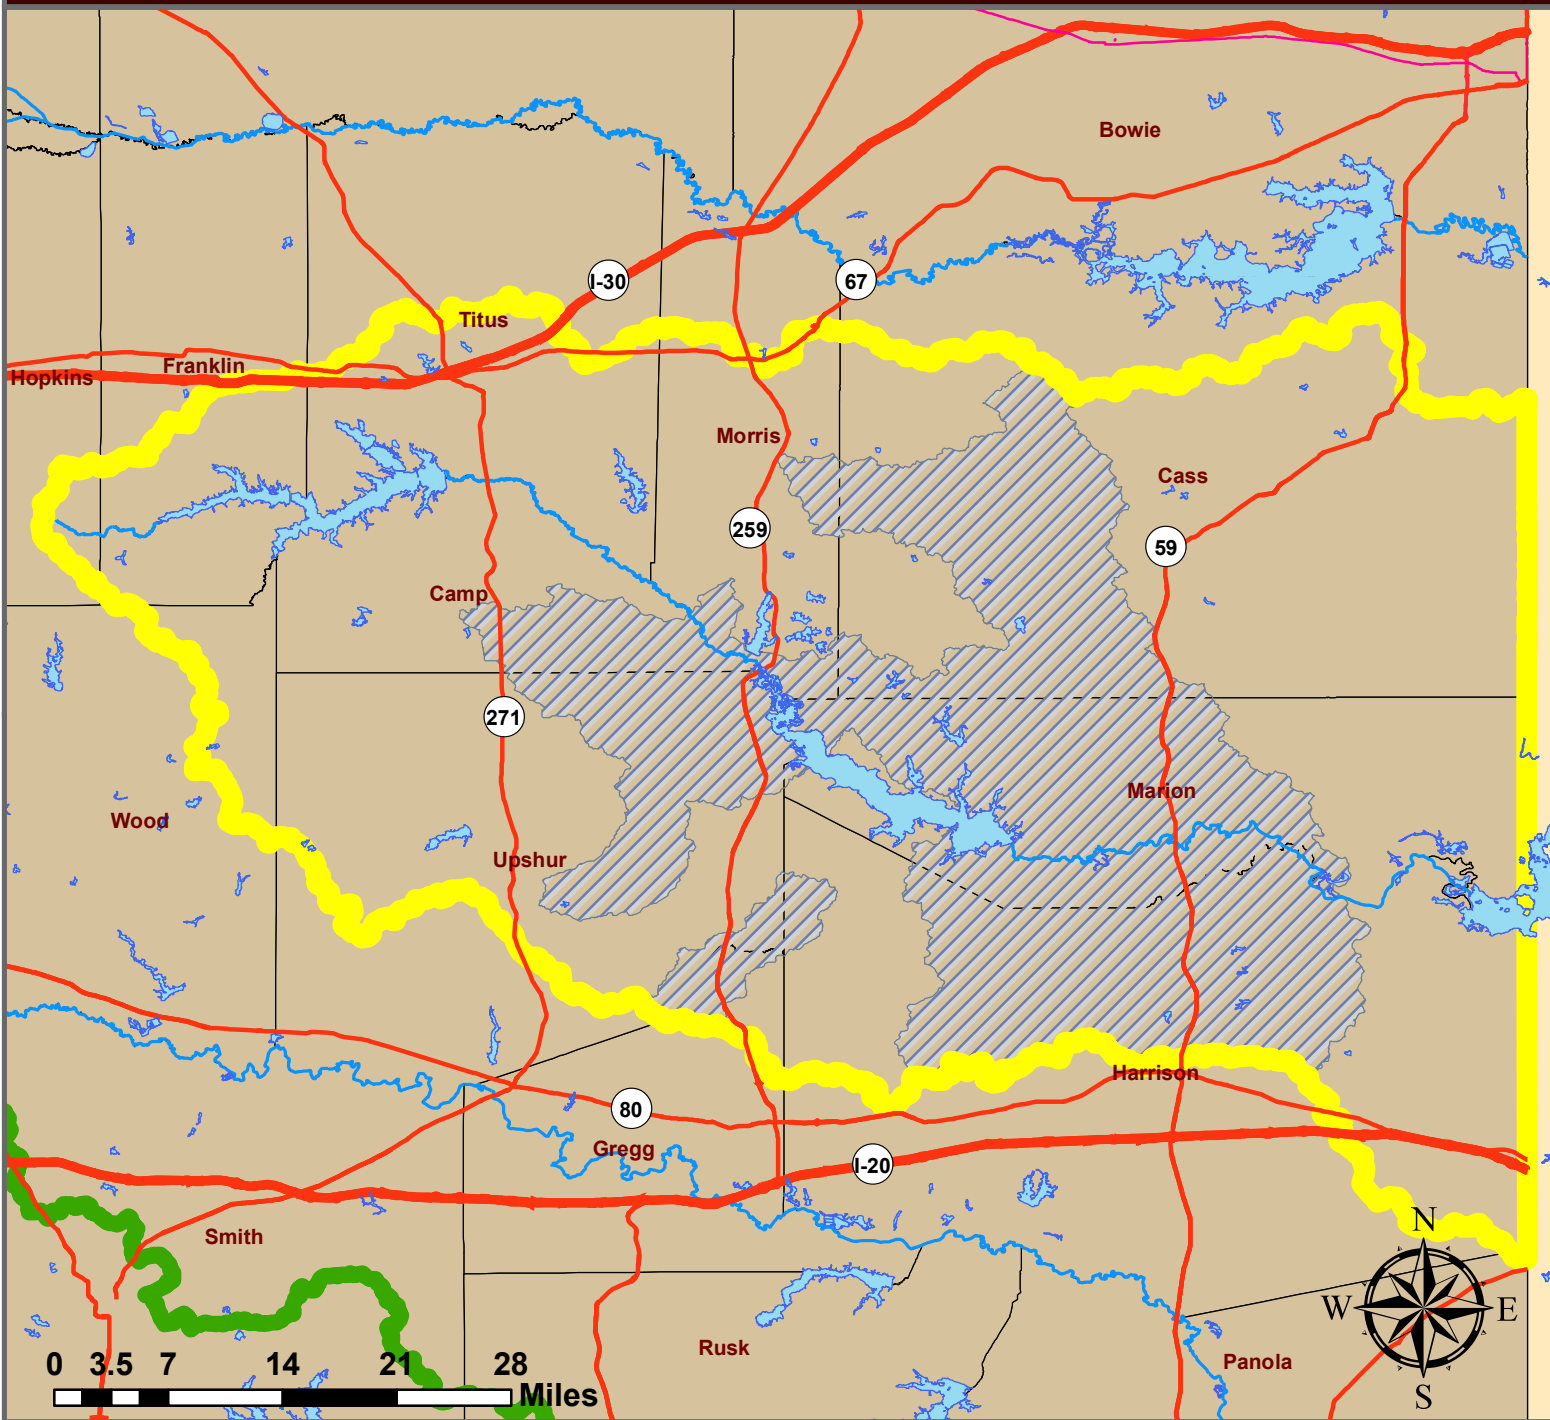 Bowie
I-30
67
Titus
Franklin
Hopkins
Morris
Cass
259
59
Camp
271
Marion
Wood
Upshur
Harrison
80
Gregg
I-20
N
Smith
W
E
Rusk
Panola
S
0 3.5 7 14 21 28
Miles